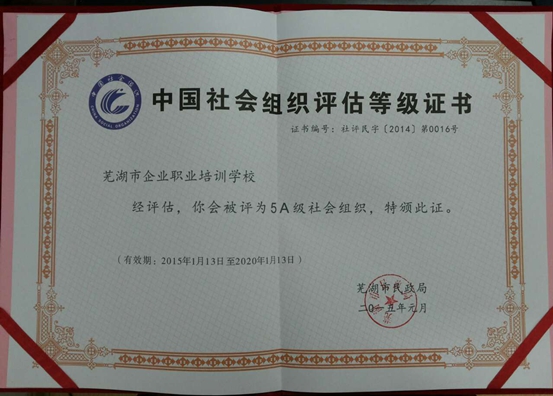 中国社会组织评估等级证书
证书编号：社评民字〔2014〕第0016号
芜湖市企业职业培训学校
经评估，你会被评为5A级社会组织，特颁此证。
（有效期：2015年1月13日至2020年1月13日）
芜湖市民政局
二〇一五年元月